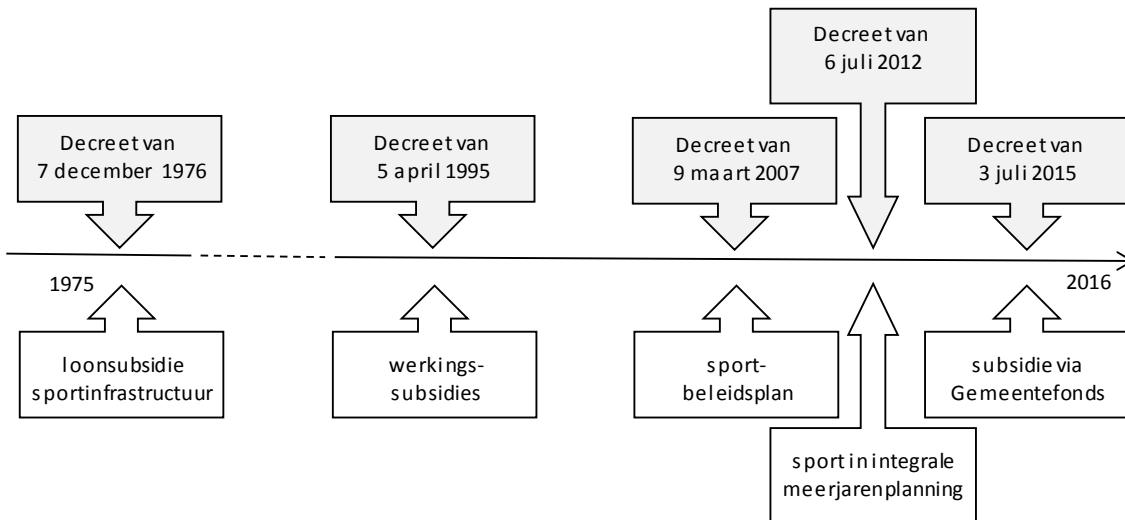 Decreet van
6 juli 2012
Decreet van
7 december 1976
Decreet van
5 april 1995
Decreet van
9 maart 2007
Decreet van
3 juli 2015
1975
2016
loonsubsidie
sportinfrastructuur
werkings-
subsidies
sport-
beleidsplan
subsidie via
Gemeentefonds
sport in integrale
meerjarenplanning